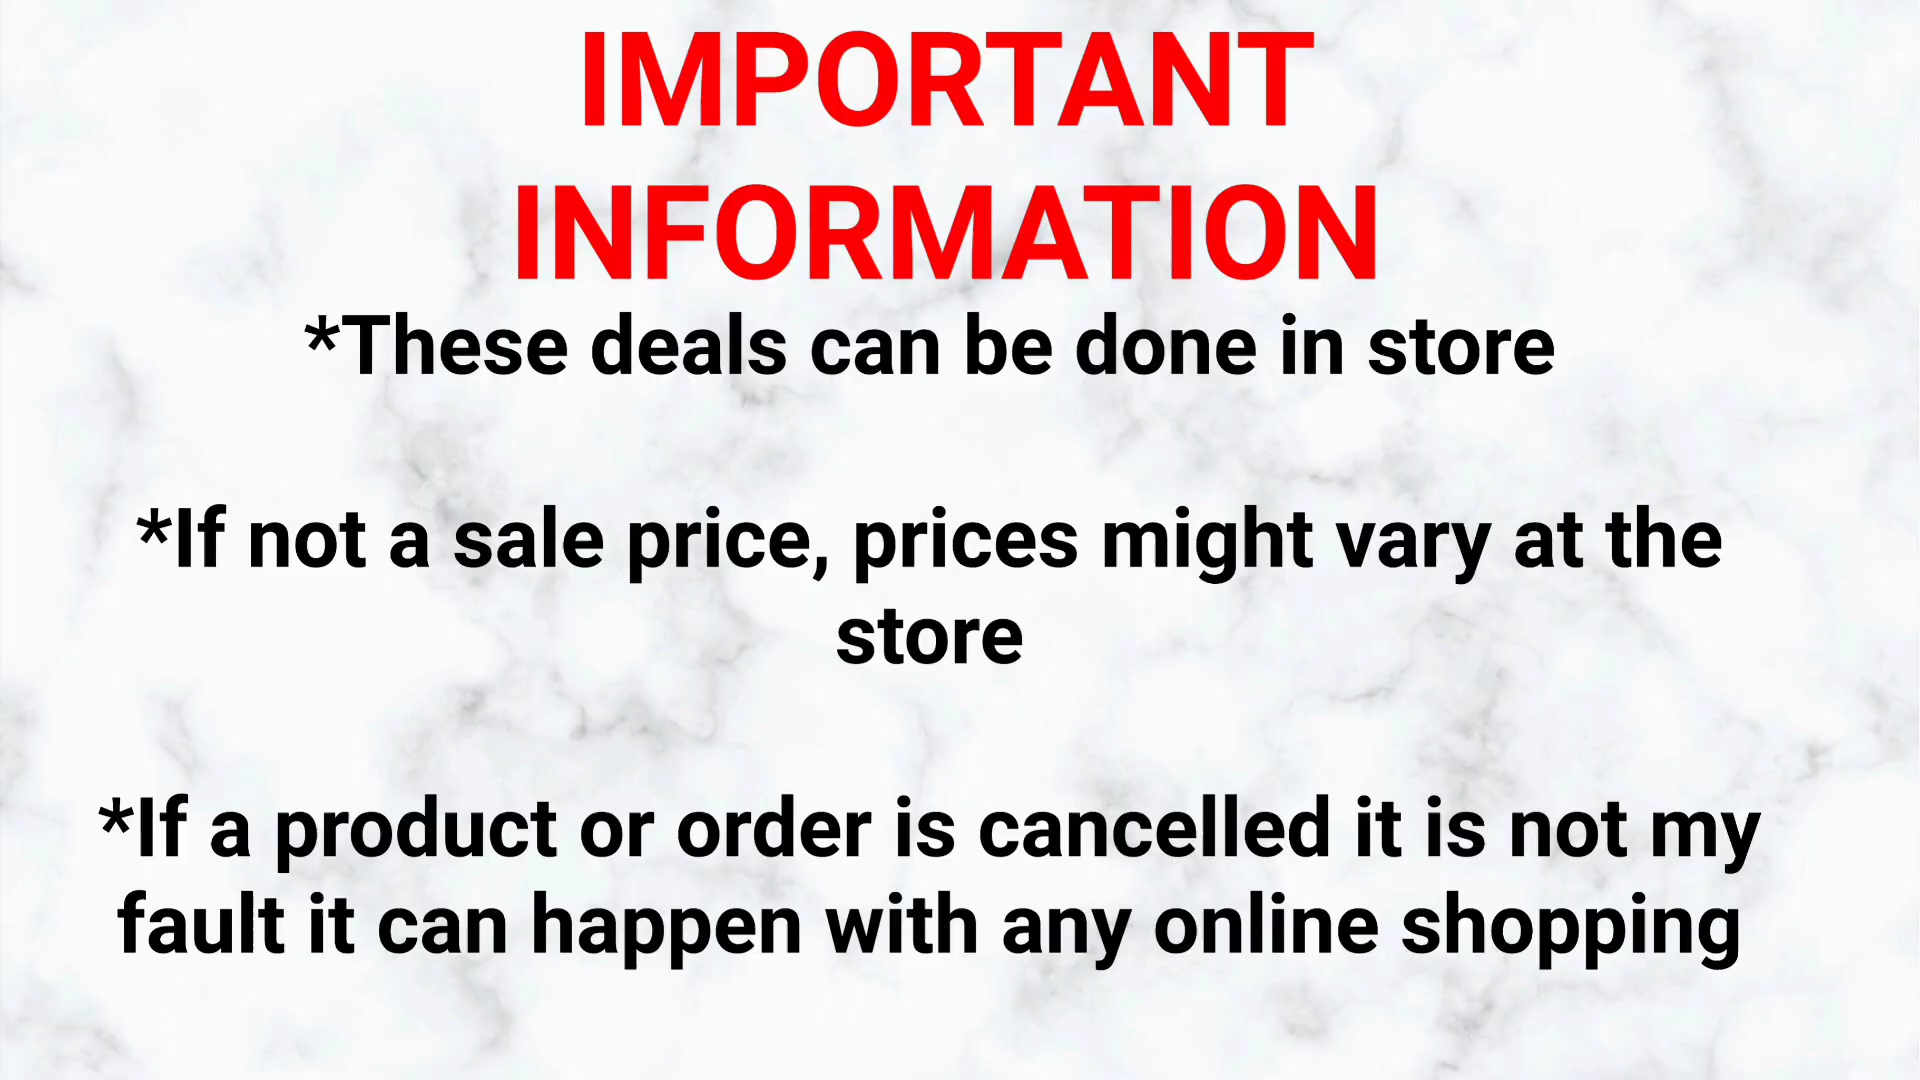 IMPORTANT
INFORMATION
*These deals can be done in store
*If not a sale price, prices might vary at the
store
*If a product or order is cancelled it is not my
fault it can happen with any online shopping